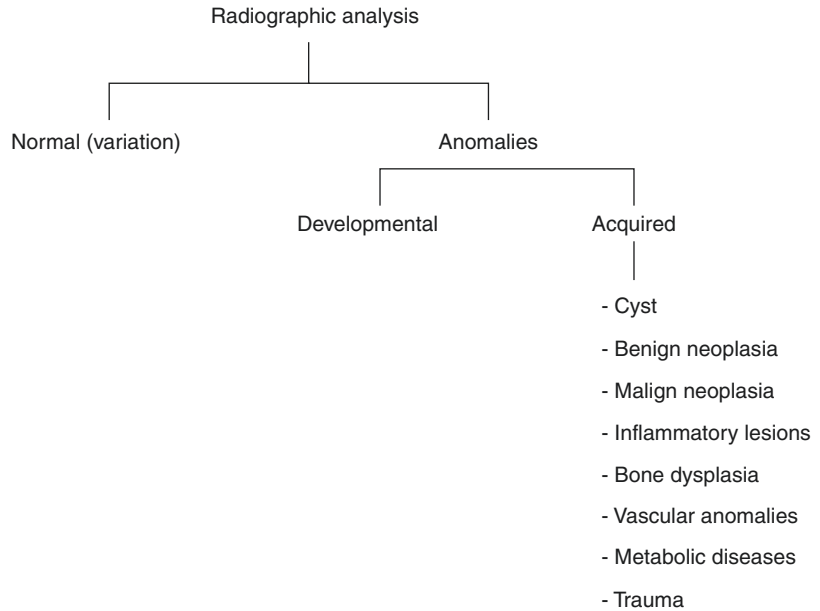 Radiographic analysis
Normal (variation)
Anomalies
Developmental
Acquired
- Cyst
- Benign neoplasia
- Malign neoplasia
- Inflammatory lesions
- Bone dysplasia
- Vascular anomalies
- Metabolic diseases
- Trauma